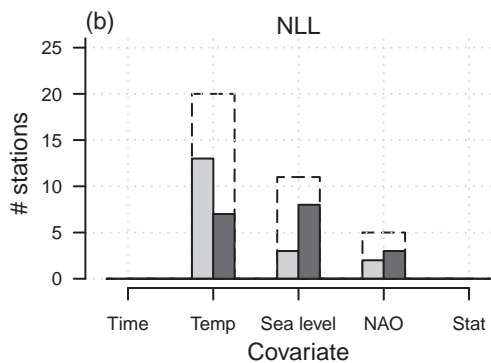 (b)
NLL
25
20
15
10
5
0
# stations
Time Temp Sea level NAO Stat
Covariate